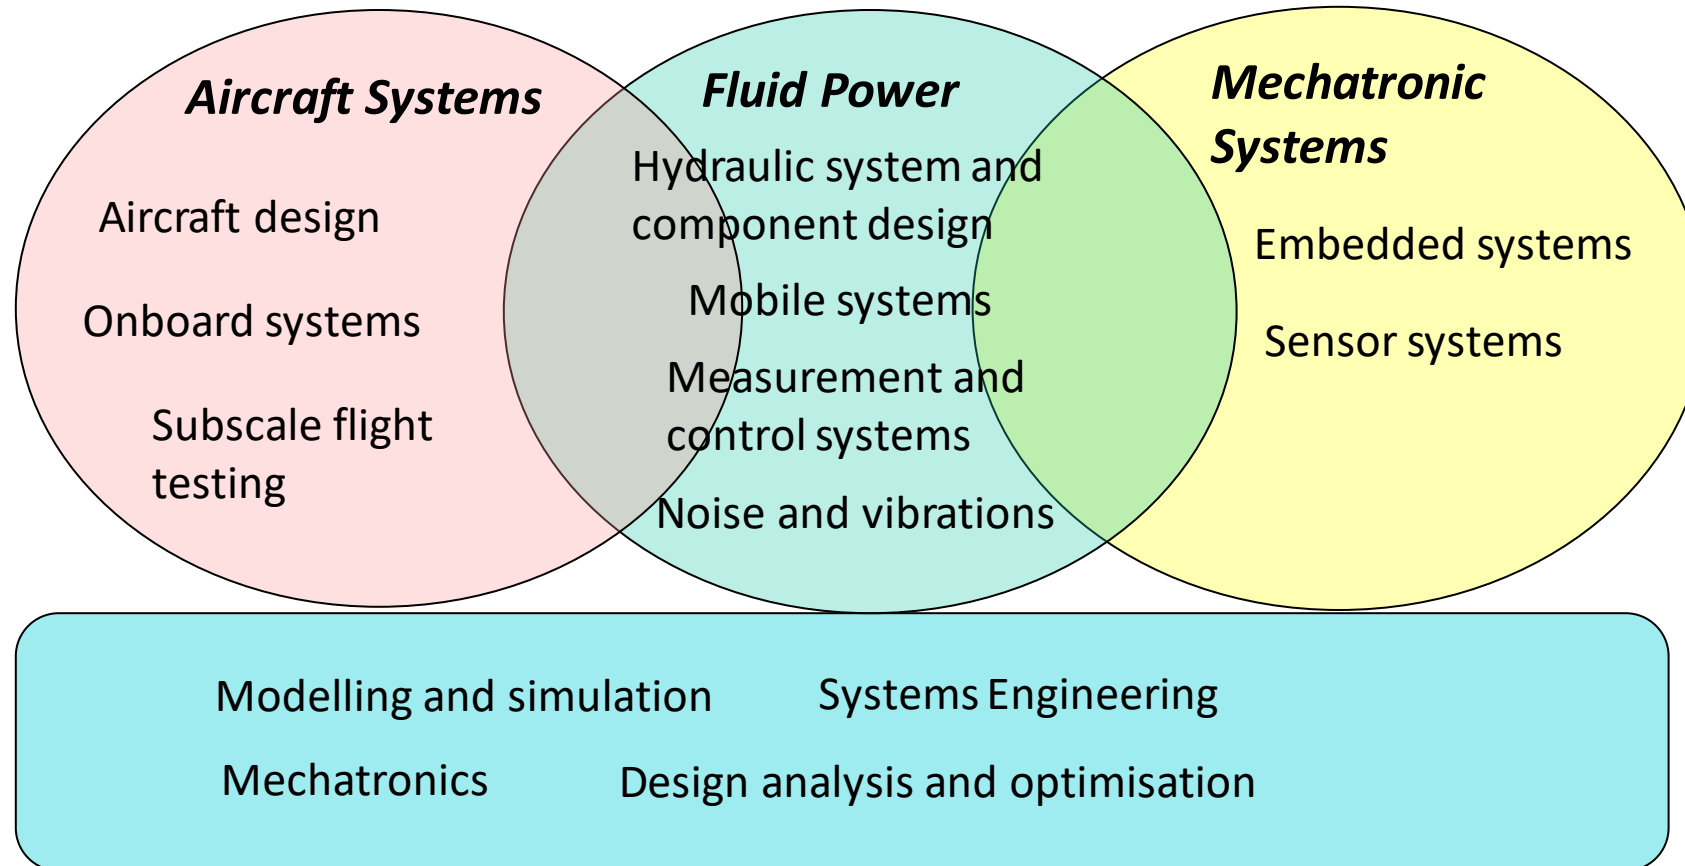 Aircraft Systems
Aircraft design
Onboard systems
Subscale flight
testing
Fluid Power
Hydraulic system and
component design
Mobile systems
Measurement and
control systems
Noise and vibrations
Mechatronic
Systems
Embedded systems
Sensor systems
Modelling and simulation
Systems Engineering
Mechatronics
Design analysis and optimisation